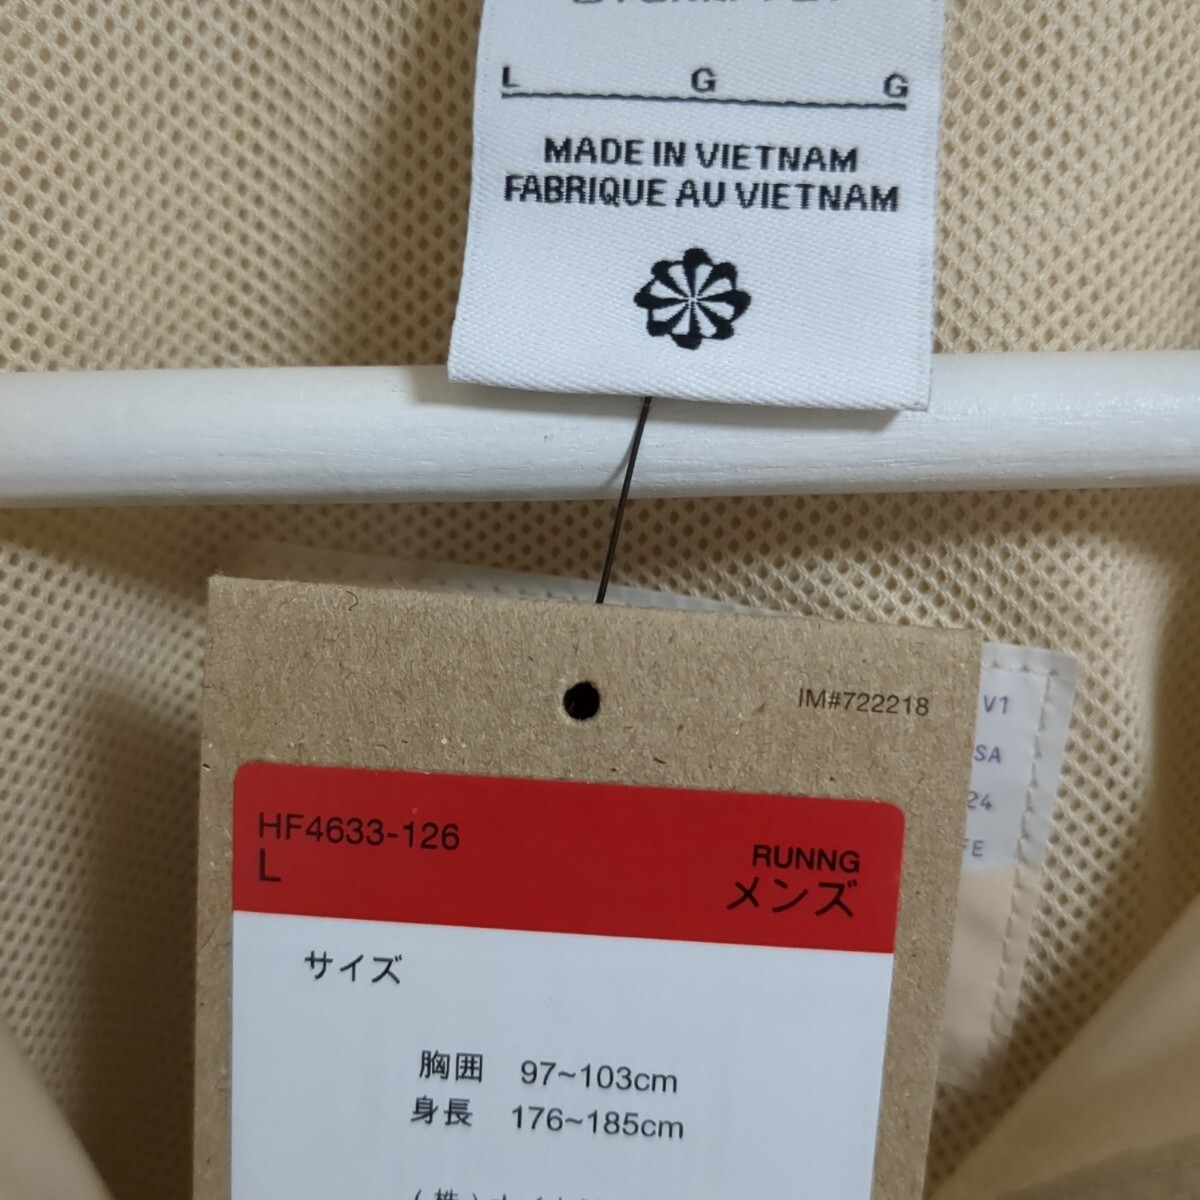 L G G
MADE IN VIETNAM
FABRIQUE AU VIETNAM
IM#722218
V1
SA
24
FE
HF4633-126
L
RUNNG
メンズ
サイズ
胸囲 97~103cm
身長 176~185cm